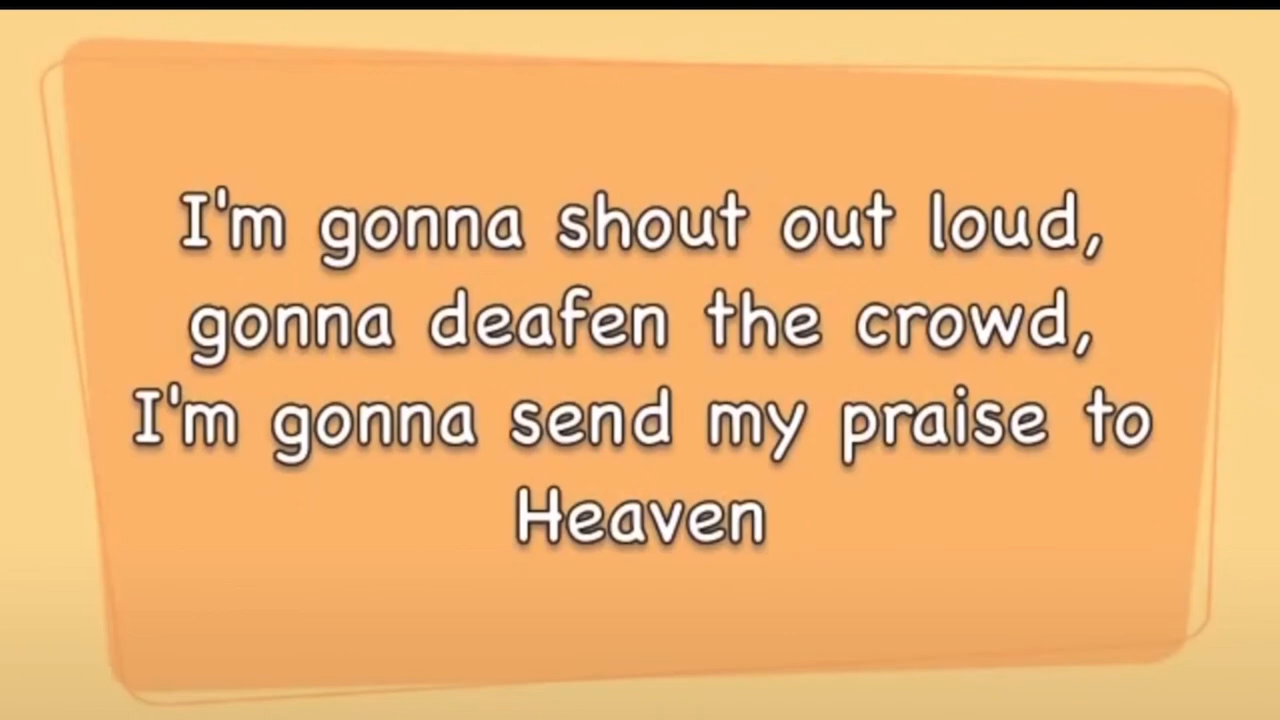 I'm gonna shout out loud,
gonna deafen the crowd,
I'm gonna send my praise to
Heaven